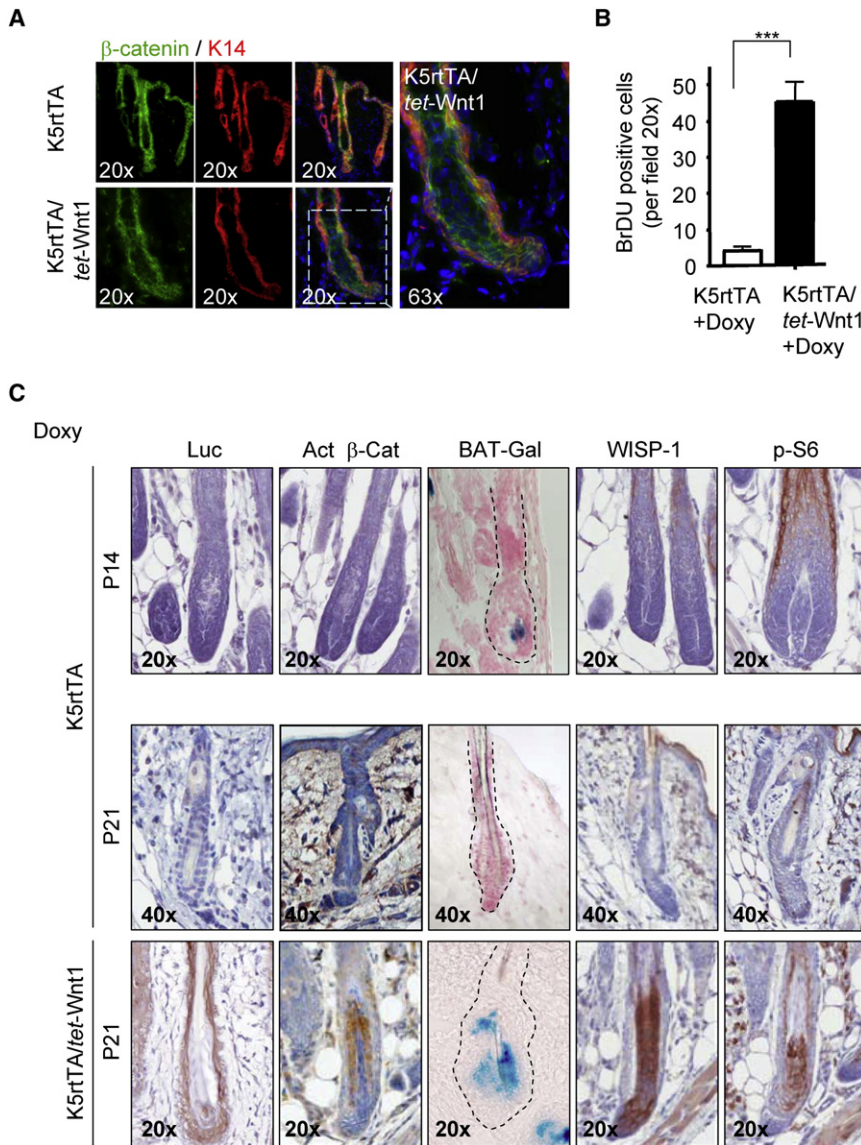 A
β-catenin / K14
K5rtTA
20x
20x
20x
K5rtTA/
tet-Wnt1
20x
20x
20x
K5rtTA/
tet-Wnt1
63x
B
***
BrDU positive cells
(per field 20x)
50
40
30
20
10
0
K5rtTA
+Doxy
K5rtTA/
tet-Wnt1
+Doxy
C
Doxy
Luc
Act β-Cat
BAT-Gal
WISP-1
p-S6
K5rtTA
P14
20x
20x
20x
20x
20x
P21
40x
40x
40x
40x
40x
K5rtTA/tet-Wnt1
P21
20x
20x
20x
20x
20x